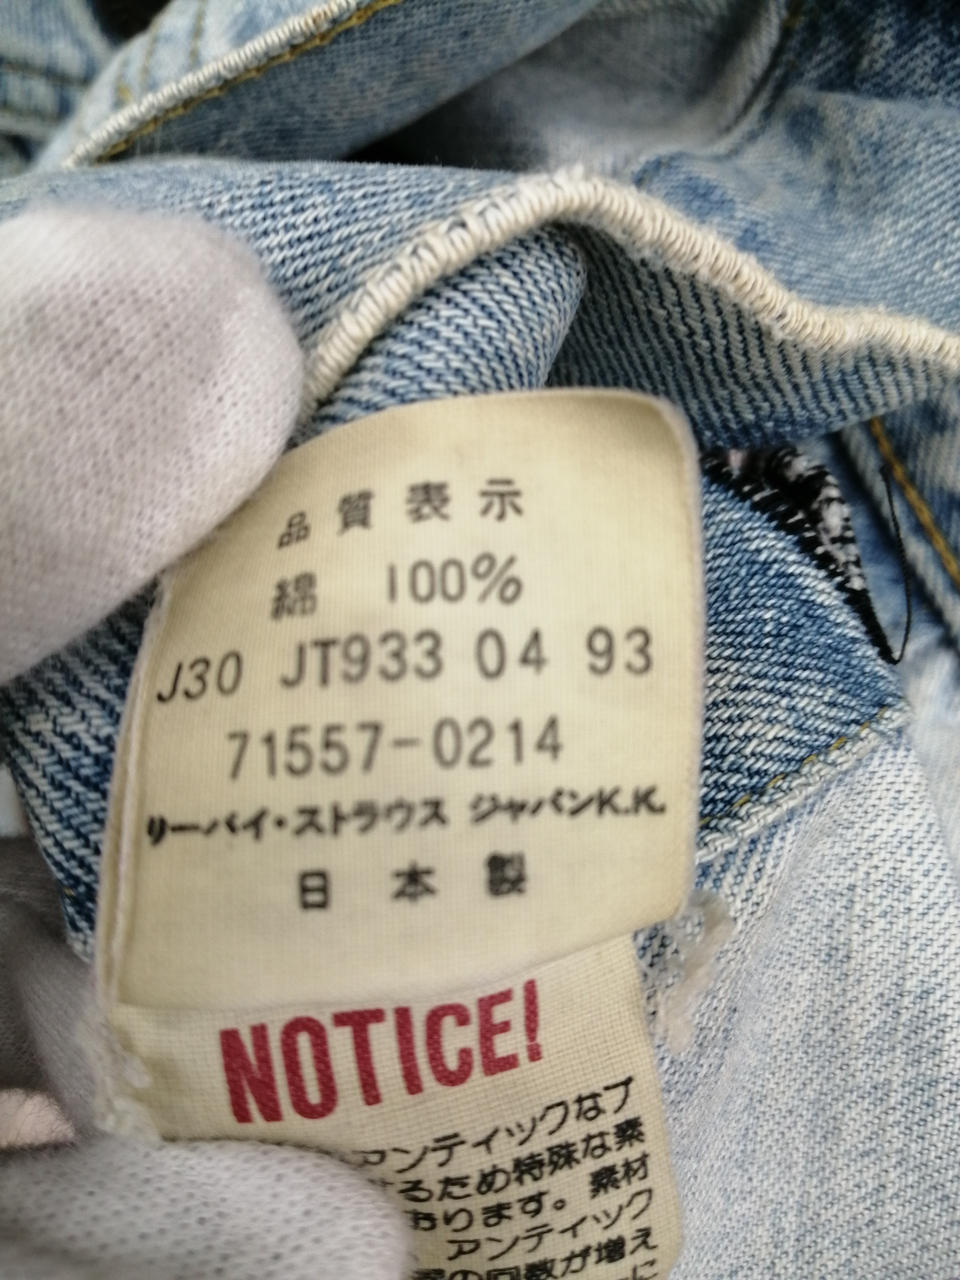 品質表示
綿 100%
J30 JT933 04 93
71557-0214
リーバイ・ストラウス ジャパンK.K.
日本製
NOTICE!
アンティックなブ
るため特殊な素
おります。素材
アンティック
の回数が増え
に